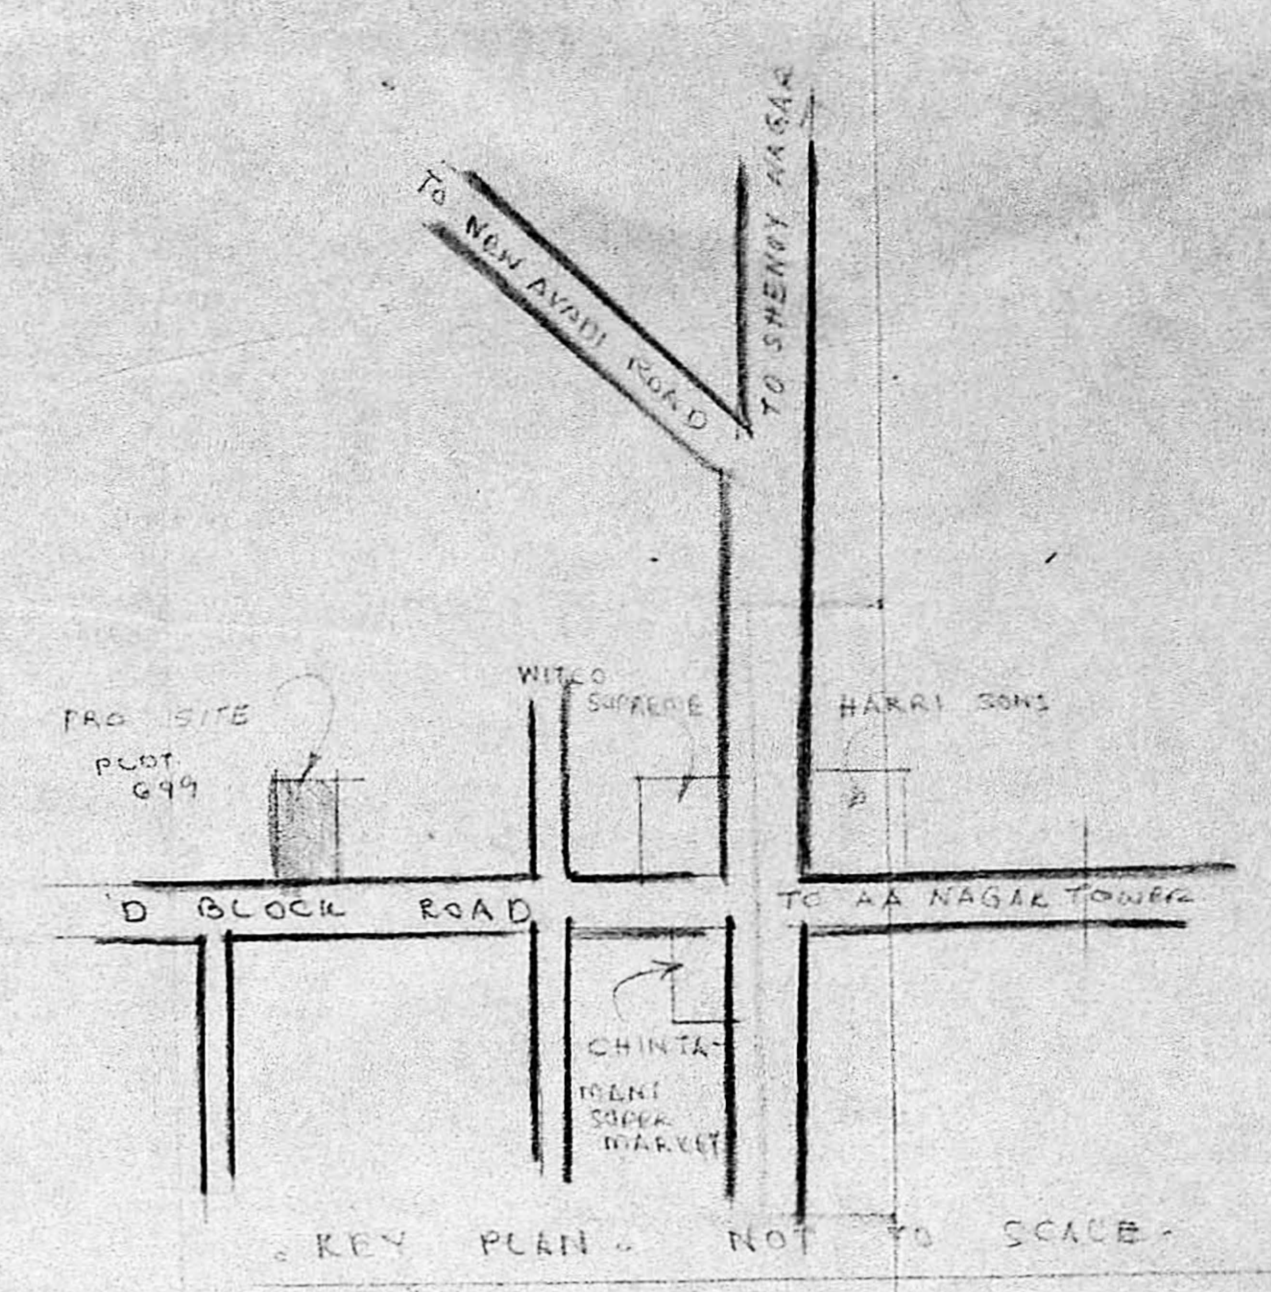 TO SHENOY NAGAR
TO NEW AVADI ROAD
WITCO
SUPREME
HARRI SONS
PRO SITE
PLOT
699
'D BLOCK ROAD
TO AA NAGAR TOWER
CHINTA-
MANI
SUPER
MARKET
KEY PLAN . NOT TO SCALE.